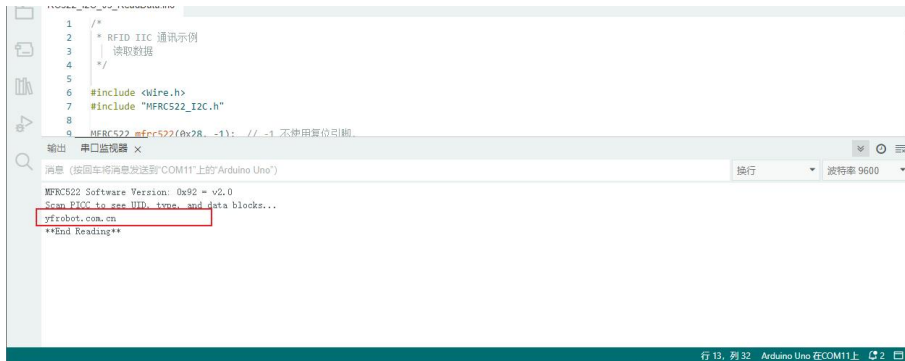 1 /*
2 * RFID IIC 通讯示例
3 读取数据
4 */
5
6 #include <Wire.h>
7 #include "MFRC522_I2C.h"
8
9 MFRC522 mfrc522(0x28, -1); // -1 不使用复位引脚.
输出 串口监视器 ×
消息（按回车将消息发送到“COM11”上的“Arduino Uno”） 换行 波特率 9600
MFRC522 Software Version: 0x92 = v2.0
Scan PICC to see UID, type, and data blocks...
yfrobot.com.cn
**End Reading**
行 13, 列 32 Arduino Uno 在COM11上 2